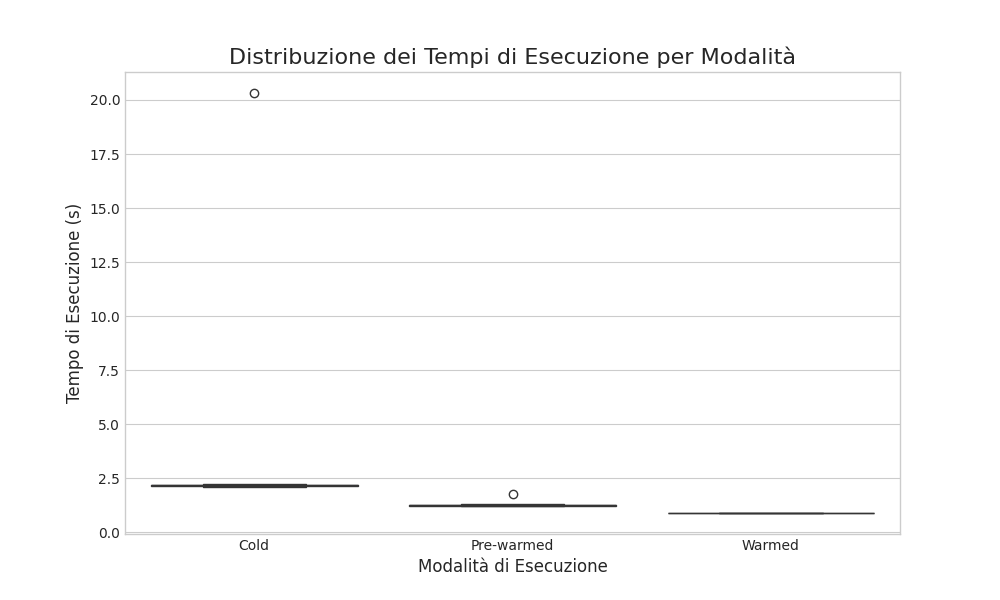 Distribuzione dei Tempi di Esecuzione per Modalità
20.0
17.5
15.0
12.5
10.0
7.5
5.0
2.5
0.0
Tempo di Esecuzione (s)
Cold Pre-warmed Warmed
Modalità di Esecuzione